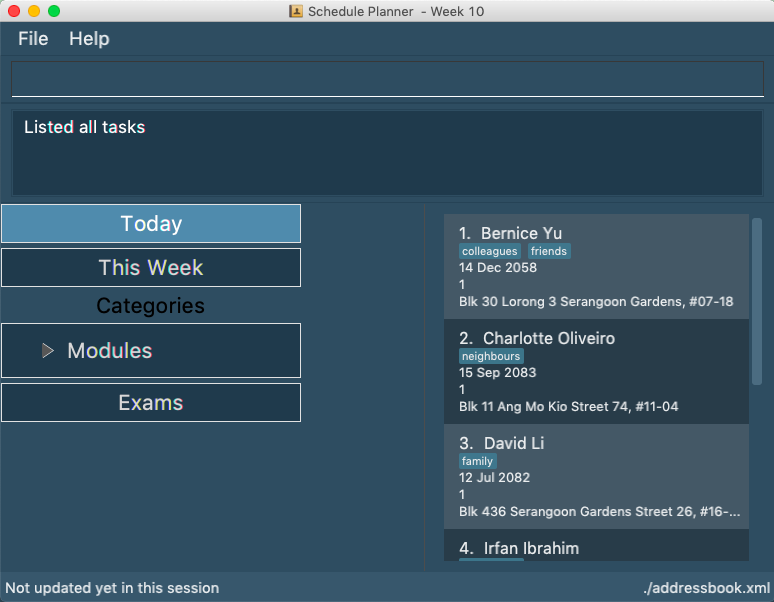 Schedule Planner - Week 10
File Help
Listed all tasks
Today
This Week
Categories
Modules
Exams
1. Bernice Yu
colleagues friends
14 Dec 2058
1
Blk 30 Lorong 3 Serangoon Gardens, #07-18
2. Charlotte Oliveiro
neighbours
15 Sep 2083
1
Blk 11 Ang Mo Kio Street 74, #11-04
3. David Li
family
12 Jul 2082
1
Blk 436 Serangoon Gardens Street 26, #16-...
4. Irfan Ibrahim
Not updated yet in this session
./addressbook.xml